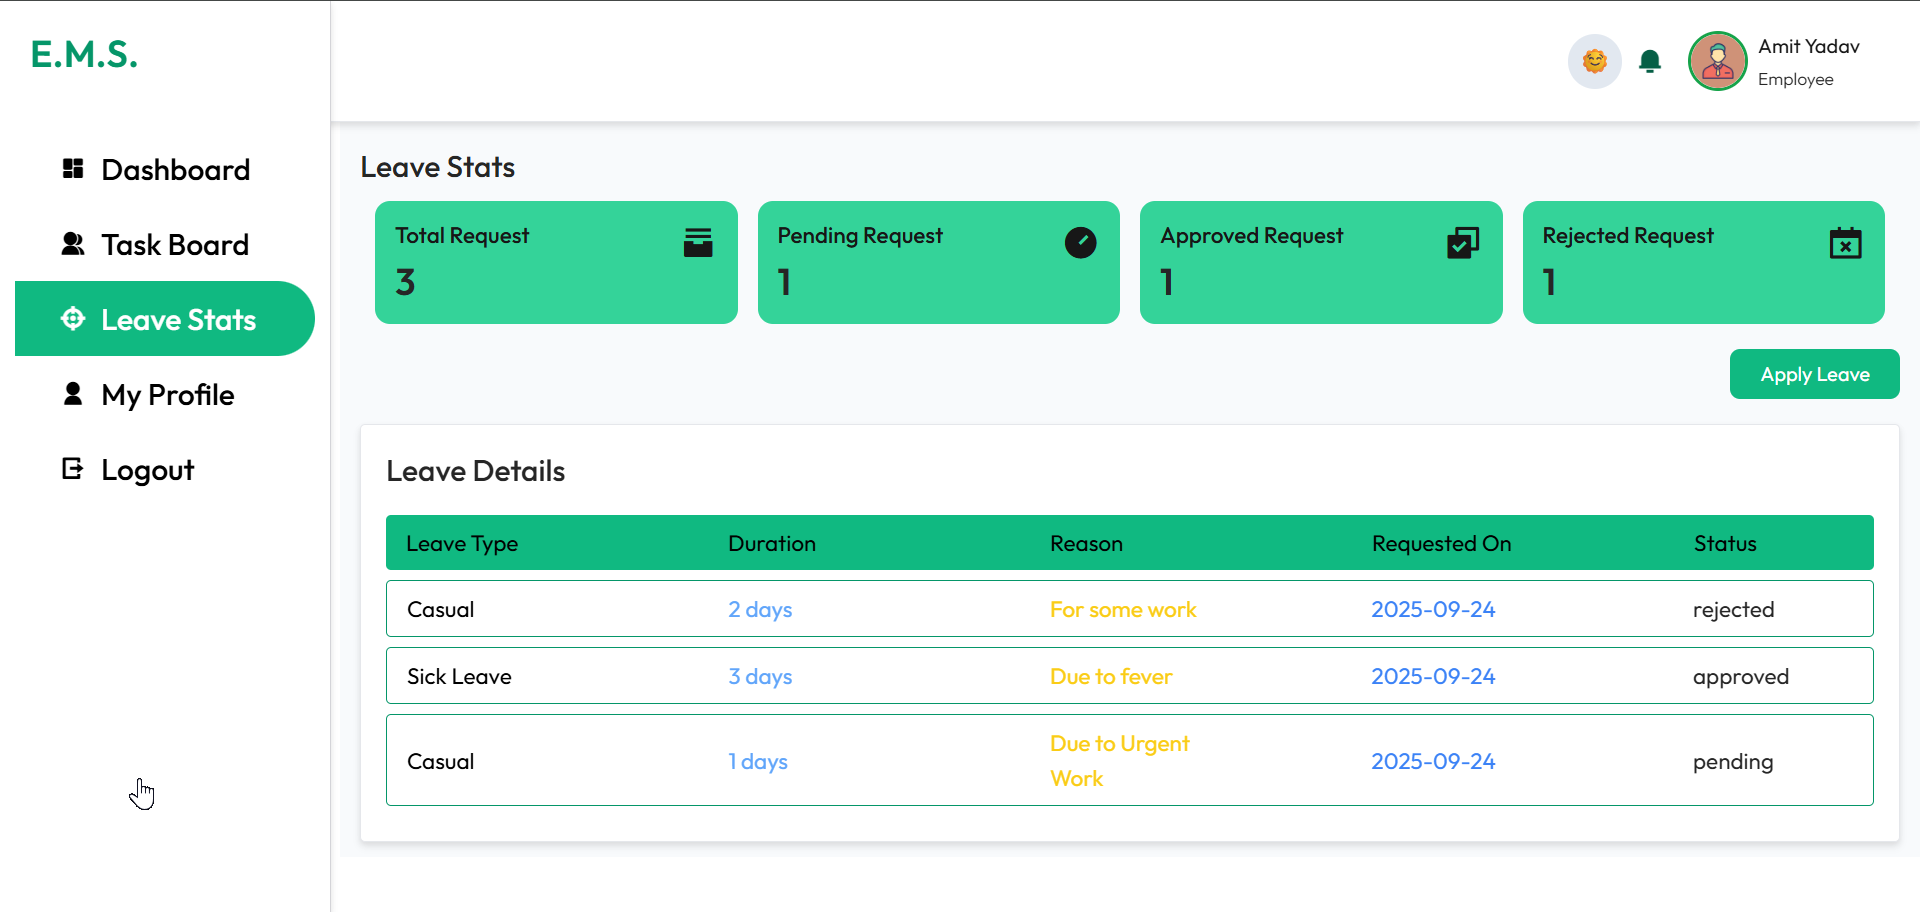 E.M.S.
Amit Yadav
Employee
Dashboard
Task Board
Leave Stats
My Profile
Logout
Leave Stats
Total Request
3
Pending Request
1
Approved Request
1
Rejected Request
1
Apply Leave
Leave Details
Leave Type Duration Reason Requested On Status
Casual 2 days For some work 2025-09-24 rejected
Sick Leave 3 days Due to fever 2025-09-24 approved
Casual 1 days Due to Urgent 2025-09-24 pending
Work